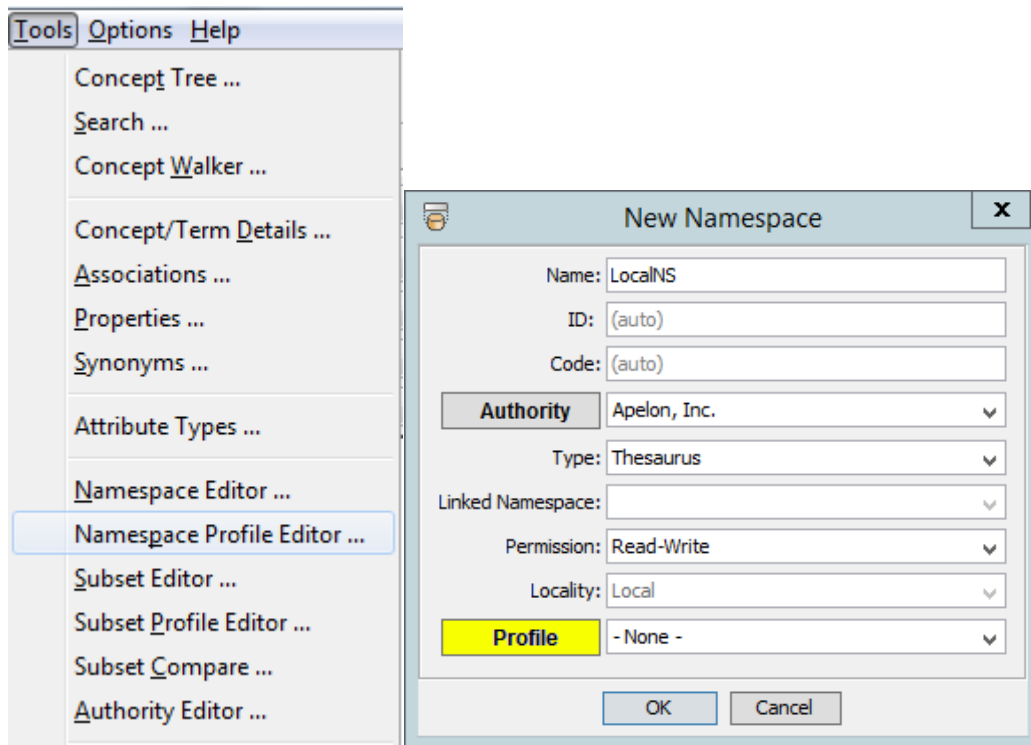 Tools Options Help
Concept Tree ...
Search ...
Concept Walker ...
Concept/Term Details ...
Associations ...
Properties ...
Synonyms ...
Attribute Types ...
Namespace Editor ...
Namespace Profile Editor ...
Subset Editor ...
Subset Profile Editor ...
Subset Compare ...
Authority Editor ...
New Namespace x
Name: LocalNS
ID: (auto)
Code: (auto)
Authority Apelon, Inc.
Type: Thesaurus
Linked Namespace:
Permission: Read-Write
Locality: Local
Profile - None -
OK Cancel